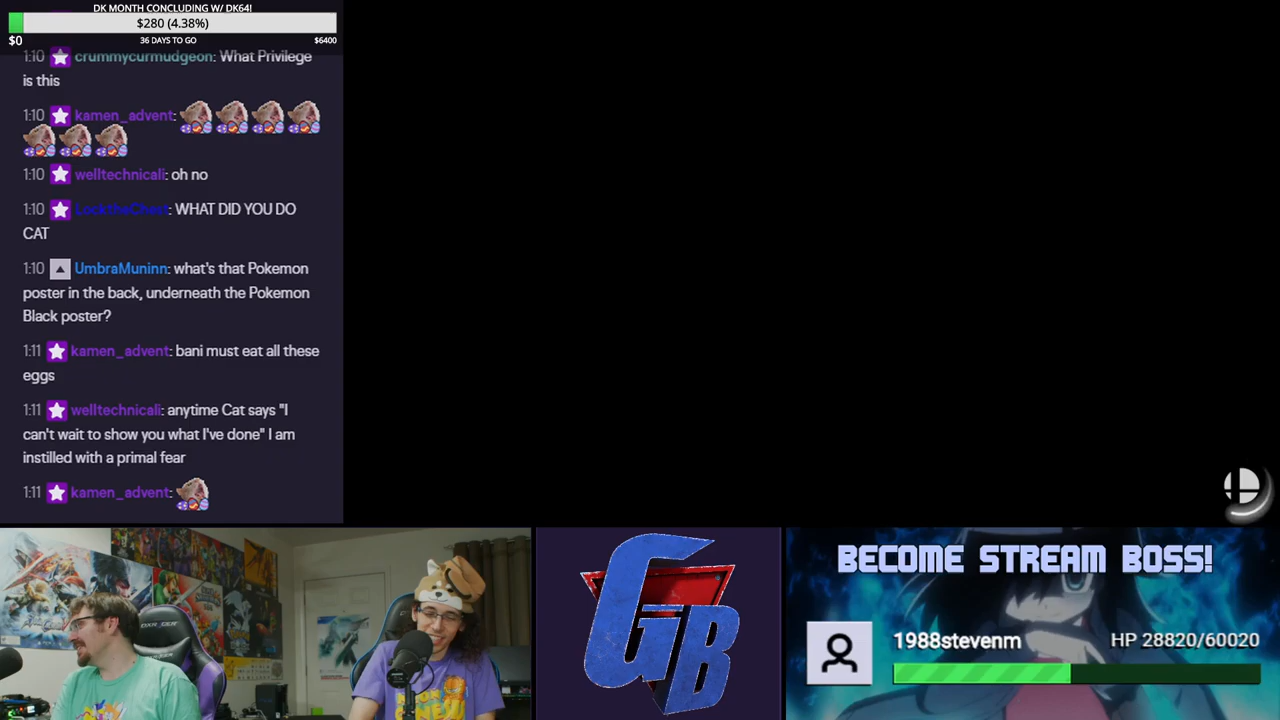 DK MONTH CONCLUDING W/ DK64!
$280 (4.38%)
$0
36 DAYS TO GO
$6400
1:10 crummycurmudgeon: What Privilege
is this
1:10 kamen_advent:
1:10 welltechnicali: oh no
1:10 LocktheChest: WHAT DID YOU DO
CAT
1:10 UmbraMuninn: what's that Pokemon
poster in the back, underneath the Pokemon
Black poster?
1:11 kamen_advent: bani must eat all these
eggs
1:11 welltechnicali: anytime Cat says "I
can't wait to show you what I've done" I am
instilled with a primal fear
1:11 kamen_advent:
GB
BECOME STREAM BOSS!
1988stevenm
HP 28820/60020